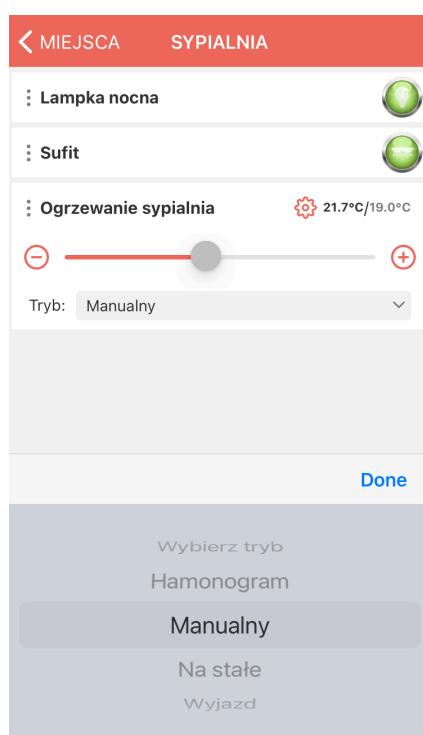 MIEJSCA SYPIALNIA
Lampka nocna
Sufit
Ogrzewanie sypialnia 21.7°C/19.0°C
Tryb: Manualny
Done
Wybierz tryb
Hamonogram
Manualny
Na stałe
Wyjazd